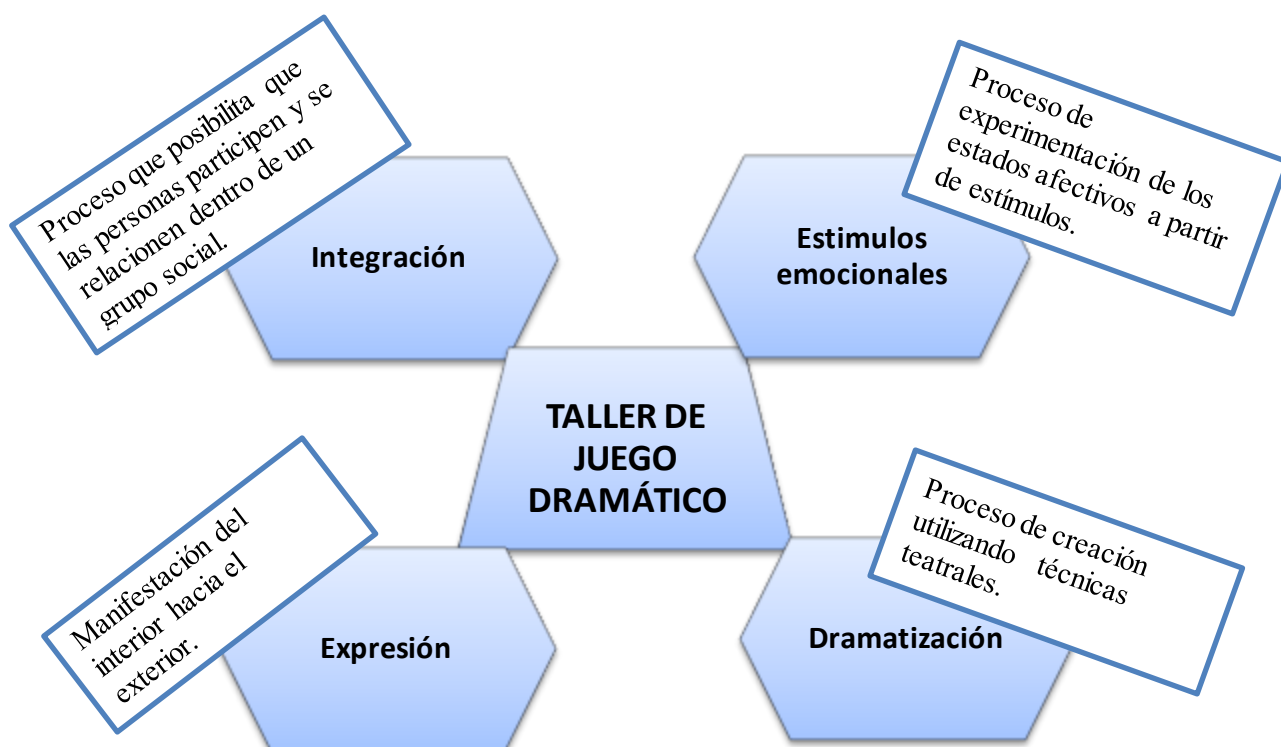 Proceso que posibilita que
las personas participen y se
relacionen dentro de un
grupo social.
Integración
Proceso de
experimentación de los
estados afectivos a partir
de estímulos.
Estimulos
emocionales
TALLER DE
JUEGO
DRAMÁTICO
Manifestación del
interior hacia el
exterior.
Expresión
Proceso de creación
utilizando técnicas
teatrales.
Dramatización